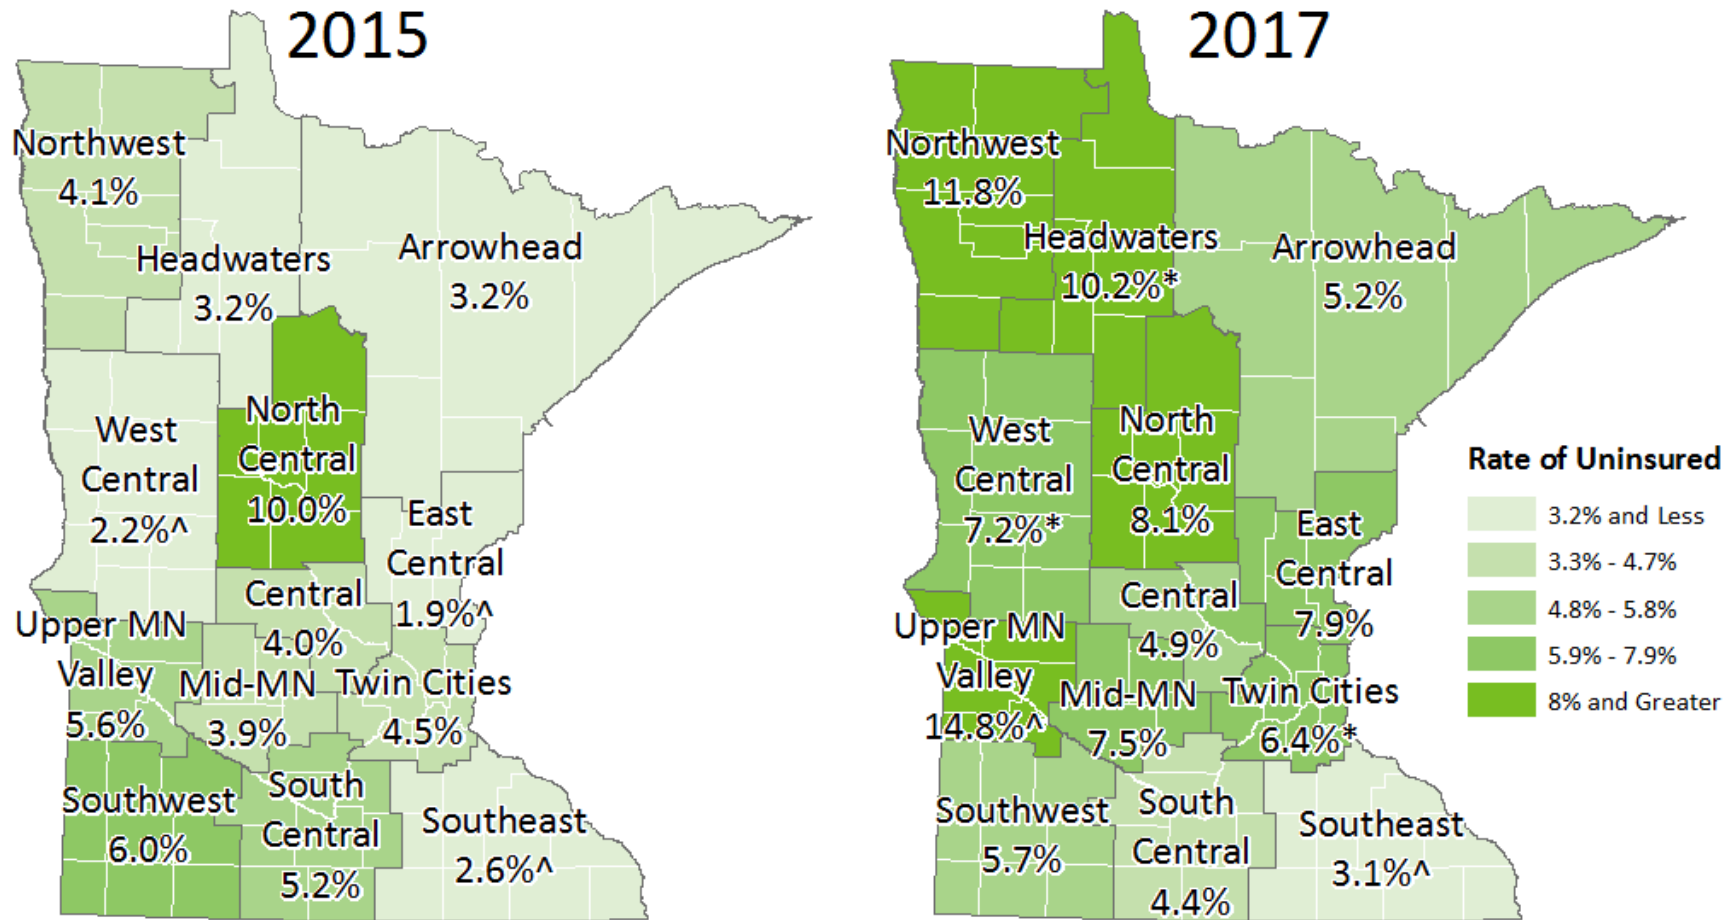 2015
Northwest
4.1%
Headwaters
3.2%
Arrowhead
3.2%
West
Central
2.2%^
North
Central
10.0%
East
Central
1.9%^
Central
4.0%
Upper MN
Valley
5.6%
Mid-MN
3.9%
Twin Cities
4.5%
Southwest
6.0%
South
Central
5.2%
Southeast
2.6%^
2017
Northwest
11.8%
Headwaters
10.2%*
Arrowhead
5.2%
West
Central
7.2%*
North
Central
8.1%
East
Central
7.9%
Central
4.9%
Upper MN
Valley
14.8%^
Mid-MN
7.5%
Twin Cities
6.4%*
Southwest
5.7%
South
Central
4.4%
Southeast
3.1%^
Rate of Uninsured
3.2% and Less
3.3% - 4.7%
4.8% - 5.8%
5.9% - 7.9%
8% and Greater